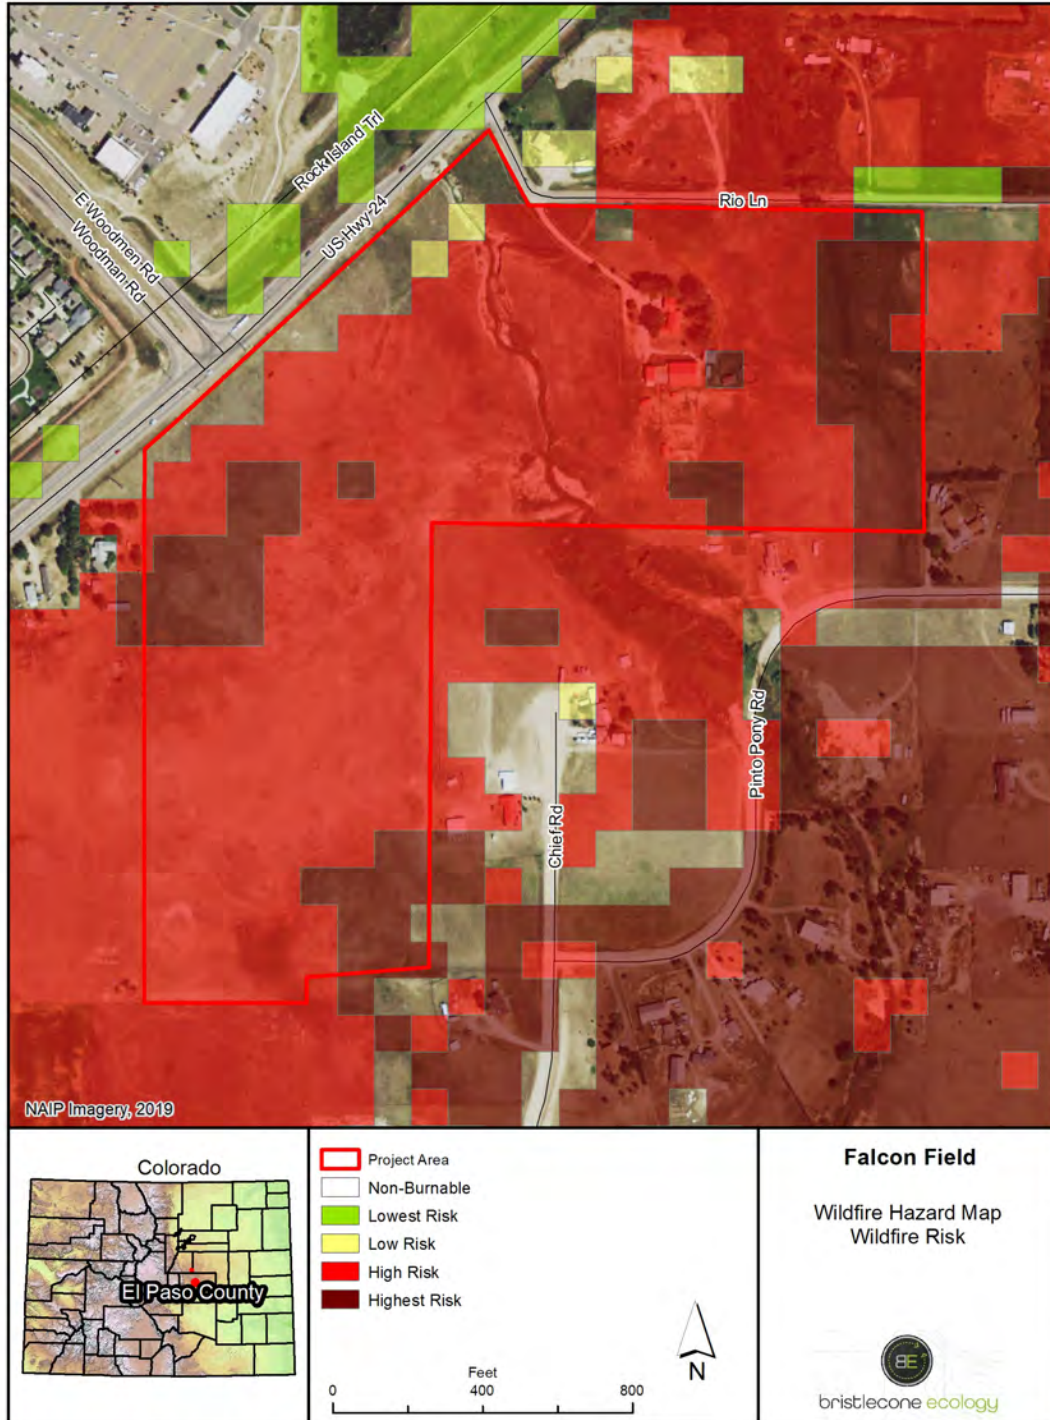 Rock Island Trl
E Woodmen Rd
Woodman Rd
US Hwy 24
Rio Ln
Pinto Pony Rd
Chief Rd
NAIP Imagery, 2019
Colorado
El Paso County
Project Area
Non-Burnable
Lowest Risk
Low Risk
High Risk
Highest Risk
Feet
0 400 800
N
Falcon Field
Wildfire Hazard Map
Wildfire Risk
BE
bristlecone ecology